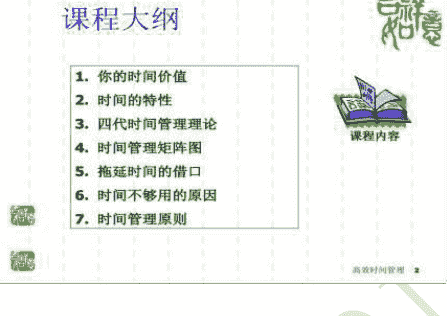 课程大纲
1. 你的时间价值
2. 时间的特性
3. 四代时间管理理论
4. 时间管理矩阵图
5. 拖延时间的借口
6. 时间不够用的原因
7. 时间管理原则
课程内容
高效时间管理 2